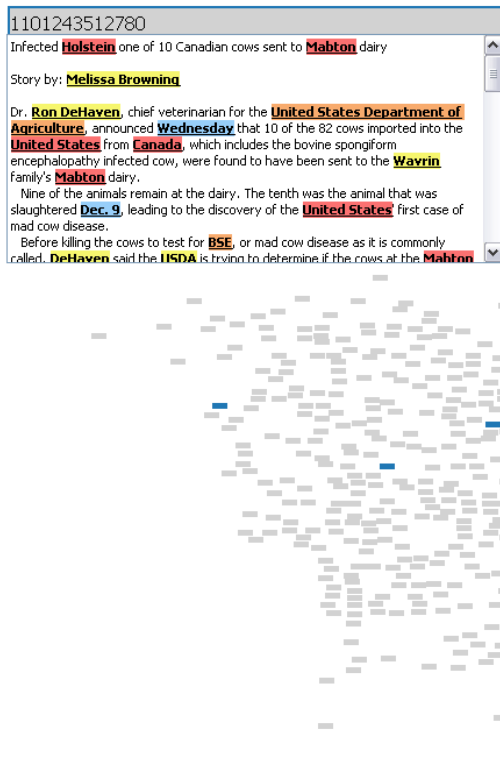 1101243512780
Infected Holstein one of 10 Canadian cows sent to Mabton dairy
Story by: Melissa Browning
Dr. Ron DeHaven, chief veterinarian for the United States Department of
Agriculture, announced Wednesday that 10 of the 82 cows imported into the
United States from Canada, which includes the bovine spongiform
encephalopathy infected cow, were found to have been sent to the Wavrin
family's Mabton dairy.
Nine of the animals remain at the dairy. The tenth was the animal that was
slaughtered Dec. 9, leading to the discovery of the United States' first case of
mad cow disease.
Before killing the cows to test for BSE, or mad cow disease as it is commonly
called, DeHaven said the USDA is trying to determine if the cows at the Mabton